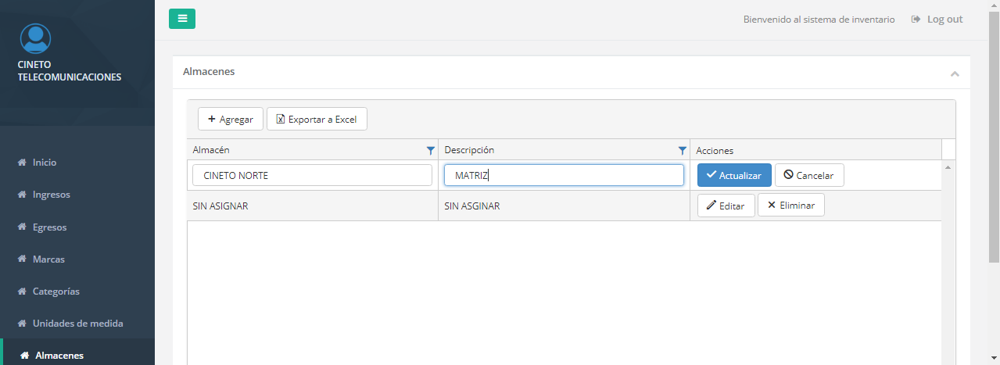 Bienvenido al sistema de inventario Log out
CINETO
TELECOMUNICACIONES
Inicio
Ingresos
Egresos
Marcas
Categorías
Unidades de medida
Almacenes
Almacenes
Agregar Exportar a Excel
Almacén Descripción Acciones
CINETO NORTE MATRIZ Actualizar Cancelar
SIN ASIGNAR SIN ASGINAR Editar Eliminar